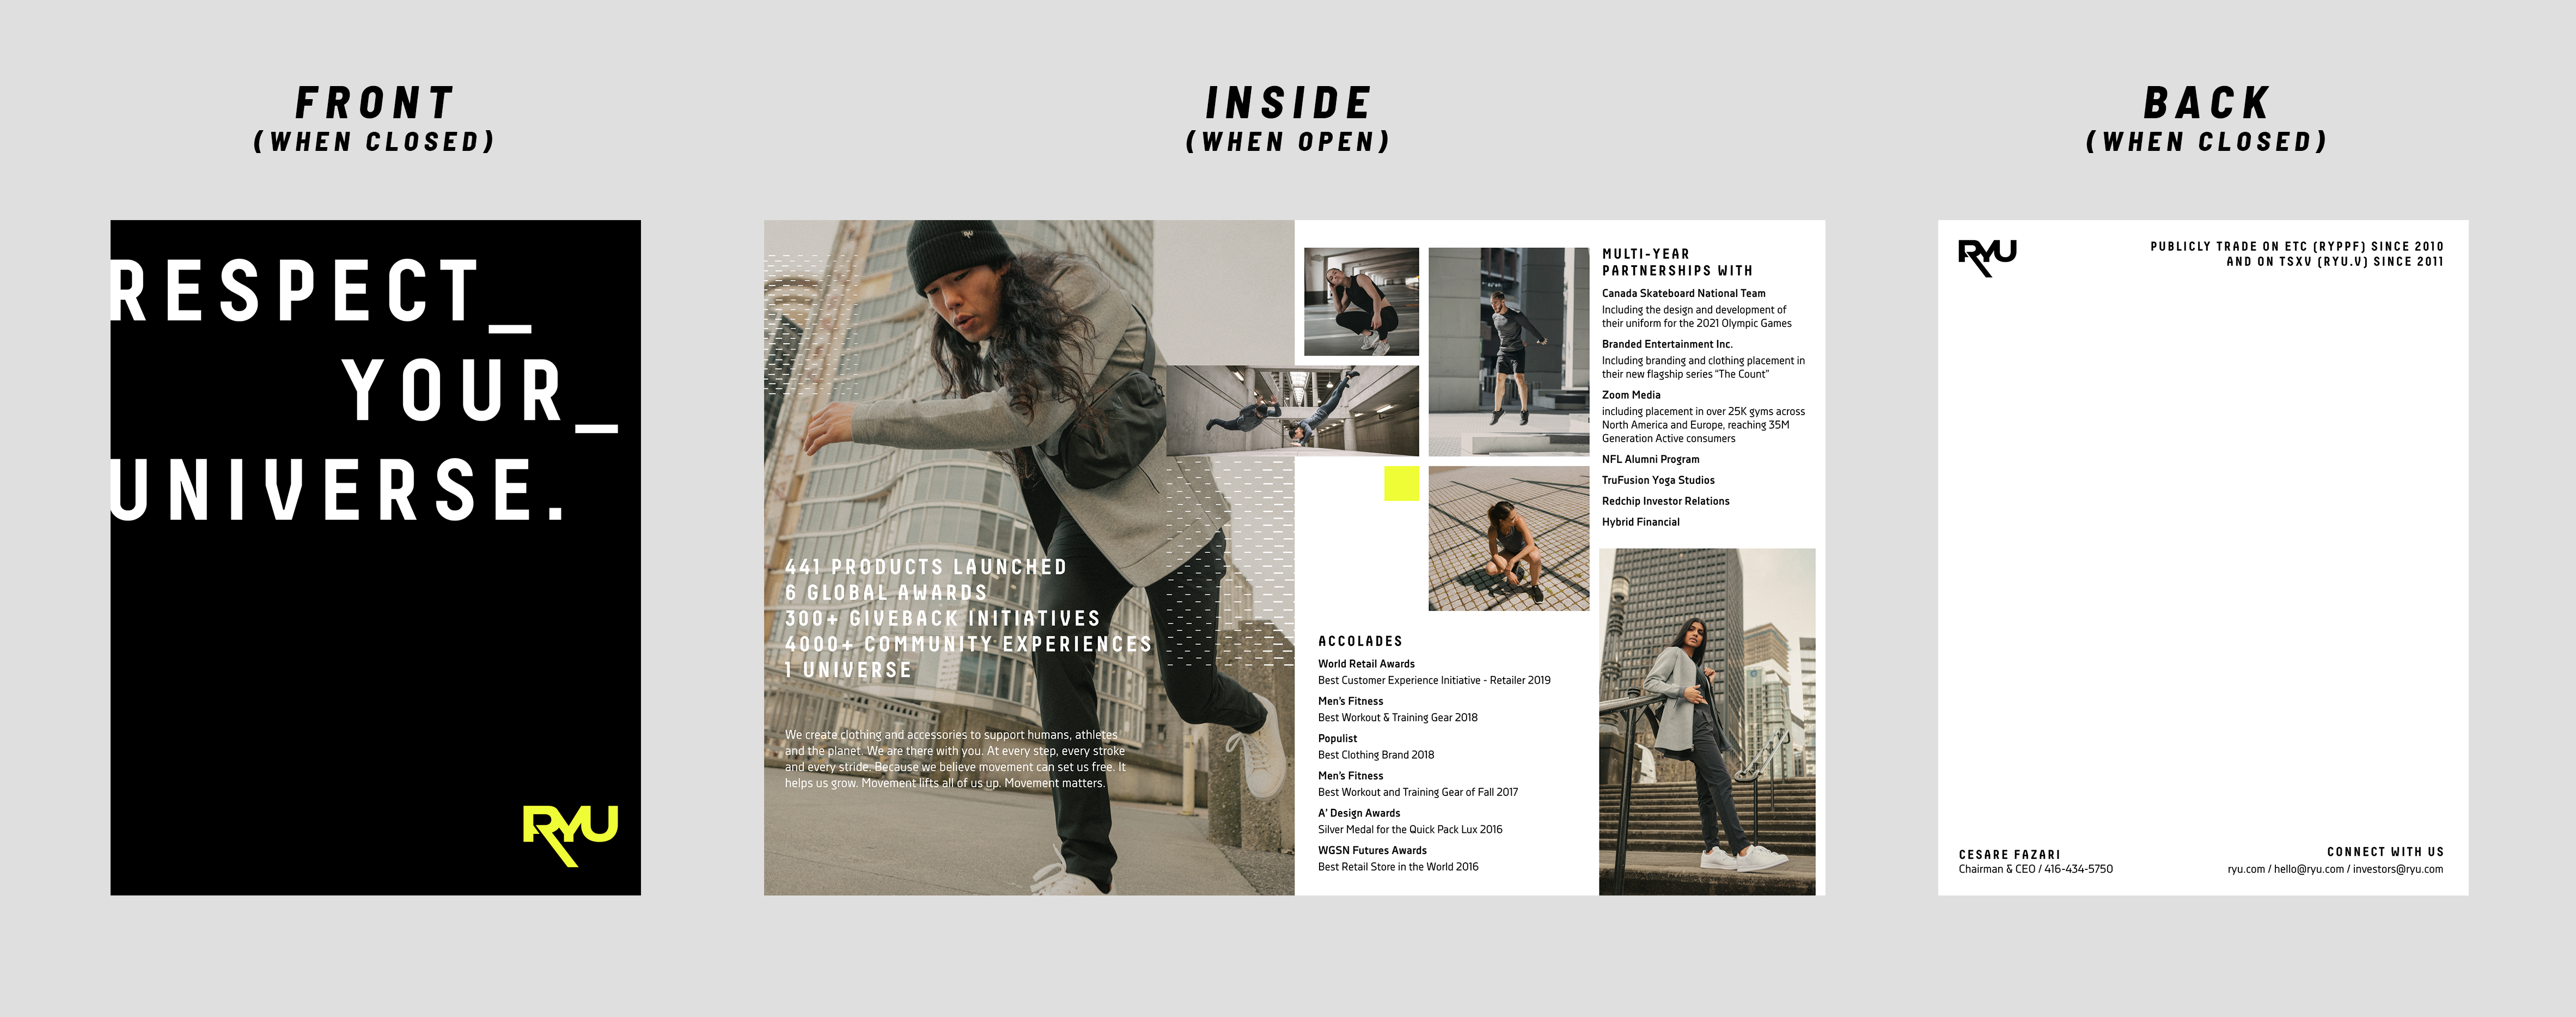 FRONT
(WHEN CLOSED)
RESPECT_
YOUR_
UNIVERSE.
RYU
INSIDE
(WHEN OPEN)
RYU
441 PRODUCTS LAUNCHED
6 GLOBAL AWARDS
300+ GIVEBACK INITIATIVES
4000+ COMMUNITY EXPERIENCES
1 UNIVERSE
We create clothing and accessories to support humans, athletes
and the planet. We are there with you. At every step, every stroke
and every stride. Because we believe movement can set us free. It
helps us grow. Movement lifts all of us up. Movement matters.
MULTI-YEAR
PARTNERSHIPS WITH
Canada Skateboard National Team
Including the design and development of
their uniform for the 2021 Olympic Games
Branded Entertainment Inc.
Including branding and clothing placement in
their new flagship series “The Count”
Zoom Media
including placement in over 25K gyms across
North America and Europe, reaching 35M
Generation Active consumers
NFL Alumni Program
TruFusion Yoga Studios
Redchip Investor Relations
Hybrid Financial
ACCOLADES
World Retail Awards
Best Customer Experience Initiative - Retailer 2019
Men’s Fitness
Best Workout & Training Gear 2018
Populist
Best Clothing Brand 2018
Men’s Fitness
Best Workout and Training Gear of Fall 2017
A’ Design Awards
Silver Medal for the Quick Pack Lux 2016
WGSN Futures Awards
Best Retail Store in the World 2016
BACK
(WHEN CLOSED)
RYU
PUBLICLY TRADE ON ETC (RYPPF) SINCE 2010
AND ON TSXV (RYU.V) SINCE 2011
CESARE FAZARI
Chairman & CEO / 416-434-5750
CONNECT WITH US
ryu.com / hello@ryu.com / investors@ryu.com